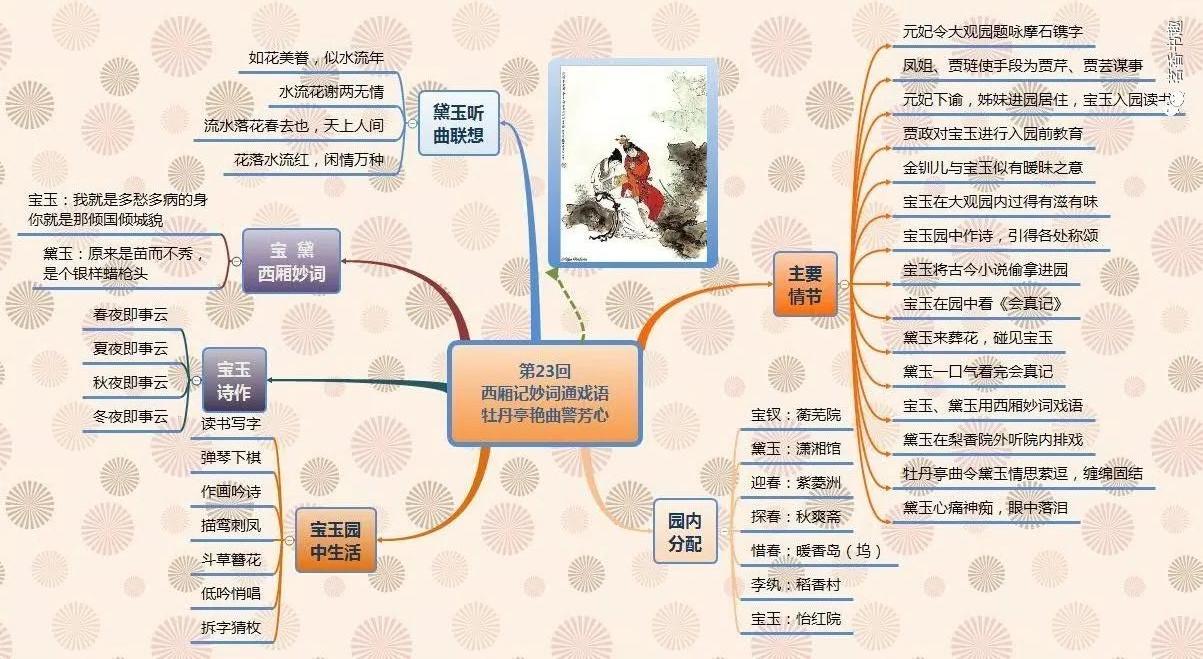 第23回
西厢记妙词通戏语
牡丹亭艳曲警芳心
黛玉听
曲联想
如花美眷，似水流年
水流花谢两无情
流水落花春去也，天上人间
花落水流红，闲情万种
宝 黛
西厢妙词
宝玉：我就是多愁多病的身
你就是那倾国倾城貌
黛玉：原来是苗而不秀，
是个银样蜡枪头
宝玉
诗作
春夜即事云
夏夜即事云
秋夜即事云
冬夜即事云
宝玉园
中生活
读书写字
弹琴下棋
作画吟诗
描鸾刺凤
斗草簪花
低吟悄唱
拆字猜枚
主要
情节
元妃令大观园题咏摩石镌字
凤姐、贾琏使手段为贾芹、贾芸谋事
元妃下谕，姊妹进园居住，宝玉入园读书
贾政对宝玉进行入园前教育
金钏儿与宝玉似有暧昧之意
宝玉在大观园内过得有滋有味
宝玉园中作诗，引得各处称颂
宝玉将古今小说偷拿进园
宝玉在园中看《会真记》
黛玉来葬花，碰见宝玉
黛玉一口气看完会真记
宝玉、黛玉用西厢妙词戏语
黛玉在梨香院外听院内排戏
牡丹亭曲令黛玉情思萦逗，缠绵固结
黛玉心痛神痴，眼中落泪
园内
分配
宝钗：蘅芜院
黛玉：潇湘馆
迎春：紫菱洲
探春：秋爽斋
惜春：暖香岛（坞）
李纨：稻香村
宝玉：怡红院